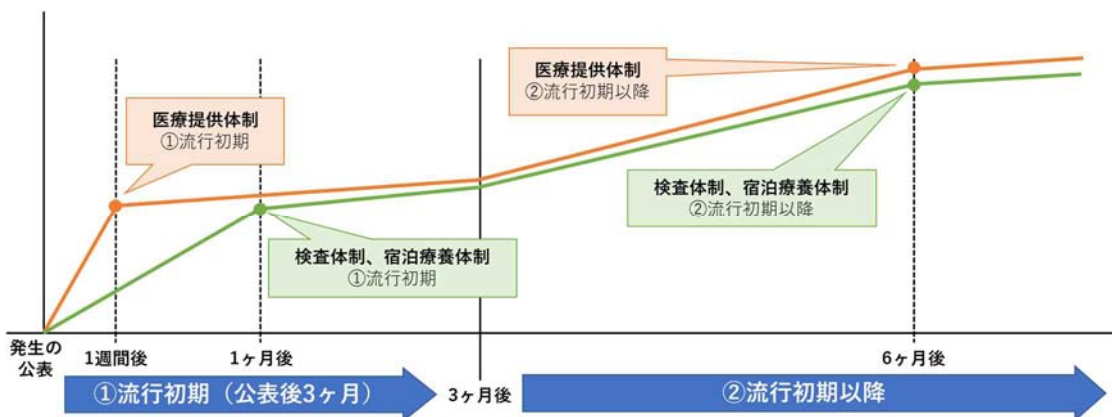 医療提供体制
①流行初期
医療提供体制
②流行初期以降
検査体制、宿泊療養体制
①流行初期
検査体制、宿泊療養体制
②流行初期以降
発生の
公表
1週間後
1ヶ月後
3ヶ月後
6ヶ月後
①流行初期（公表後3ヶ月）
②流行初期以降